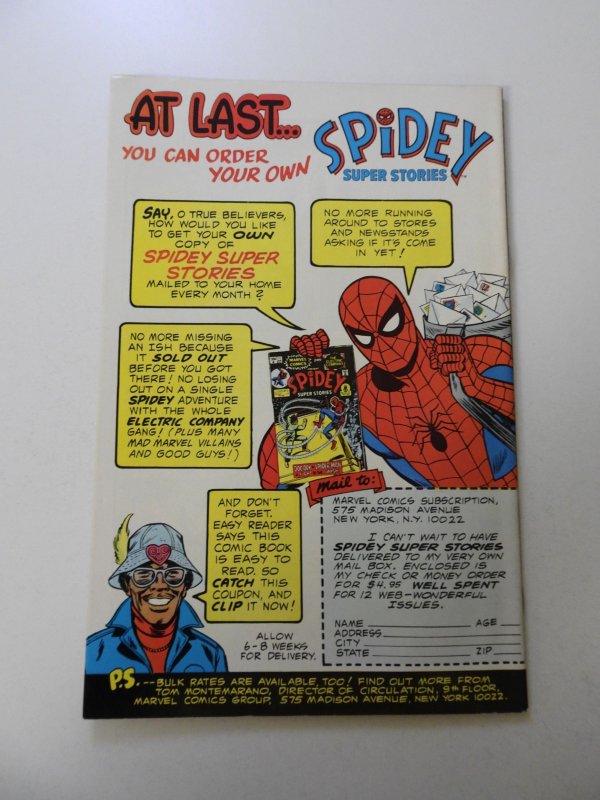 AT LAST...
YOU CAN ORDER
YOUR OWN
SPiDEY
SUPER STORIES
SAY, O TRUE BELIEVERS,
HOW WOULD YOU LIKE
TO GET YOUR OWN
COPY OF
SPIDEY SUPER
STORIES
MAILED TO YOUR HOME
EVERY MONTH?
NO MORE RUNNING
AROUND TO STORES
AND NEWSSTANDS
ASKING IF IT'S COME
IN YET!
NO MORE MISSING
AN ISH BECAUSE
IT SOLD OUT
BEFORE YOU GOT
THERE! NO LOSING
OUT ON A SINGLE
SPIDEY ADVENTURE
WITH THE WHOLE
ELECTRIC COMPANY
GANG! (PLUS MANY
MAD MARVEL VILLAINS
AND GOOD GUYS!)
MARVEL
COMICS
SPiDEY
SUPER STORIES
AND DON'T
FORGET.
EASY READER
SAYS THIS
COMIC BOOK
IS EASY TO
READ. SO
CATCH THIS
COUPON, AND
CLIP IT NOW!
ALLOW
6-8 WEEKS
FOR DELIVERY.
mail to:
MARVEL COMICS SUBSCRIPTION,
575 MADISON AVENUE
NEW YORK, N.Y. 10022
I CAN'T WAIT TO HAVE
SPIDEY SUPER STORIES
DELIVERED TO MY VERY OWN
MAIL BOX. ENCLOSED IS
MY CHECK OR MONEY ORDER
FOR $4.95 WELL SPENT
FOR 12 WEB-WONDERFUL
ISSUES.
NAME AGE
ADDRESS
CITY
STATE ZIP
P.S. --BULK RATES ARE AVAILABLE, TOO! FIND OUT MORE FROM
TOM MONTEMARANO, DIRECTOR OF CIRCULATION, 9th FLOOR,
MARVEL COMICS GROUP, 575 MADISON AVENUE, NEW YORK 10022.